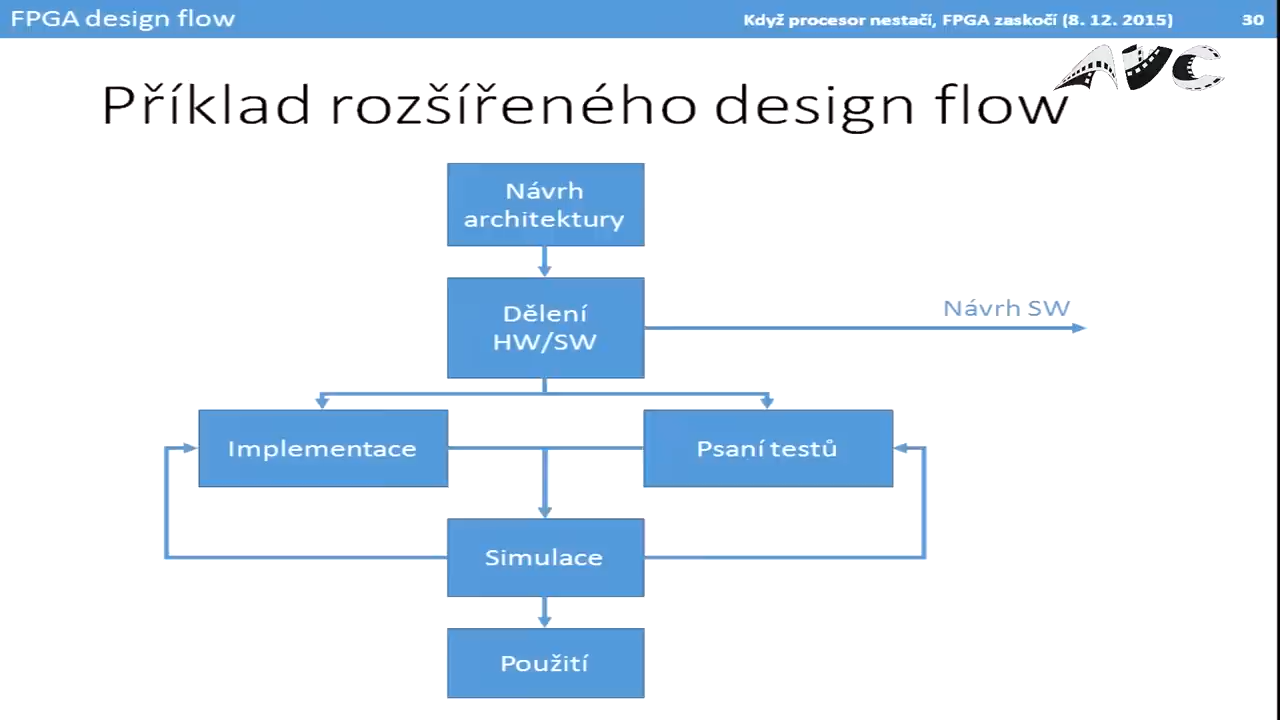 FPGA design flow
Když procesor nestačí, FPGA zaskočí (8. 12. 2015)
30
AVC
Příklad rozšířeného design flow
Návrh
architektury
Dělení
HW/SW
Návrh SW
Implementace
Psaní testů
Simulace
Použití